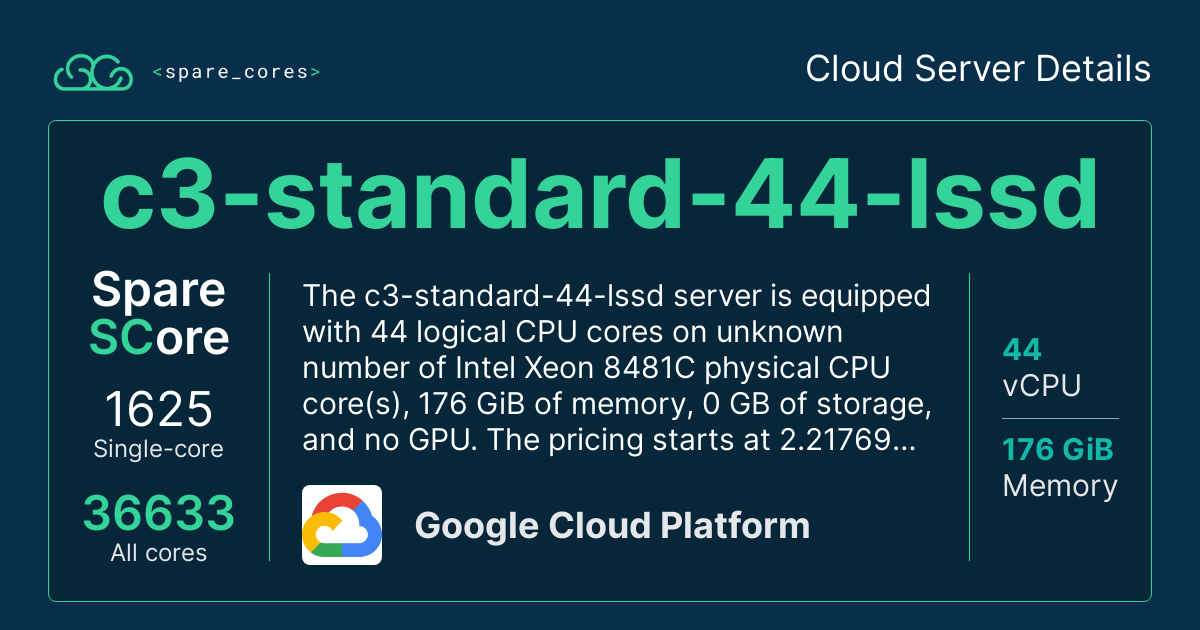 <spare_cores>
Cloud Server Details
c3-standard-44-lssd
Spare
SCore
1625
Single-core
36633
All cores
The c3-standard-44-lssd server is equipped
with 44 logical CPU cores on unknown
number of Intel Xeon 8481C physical CPU
core(s), 176 GiB of memory, 0 GB of storage,
and no GPU. The pricing starts at 2.21769...
Google Cloud Platform
44
vCPU
176 GiB
Memory